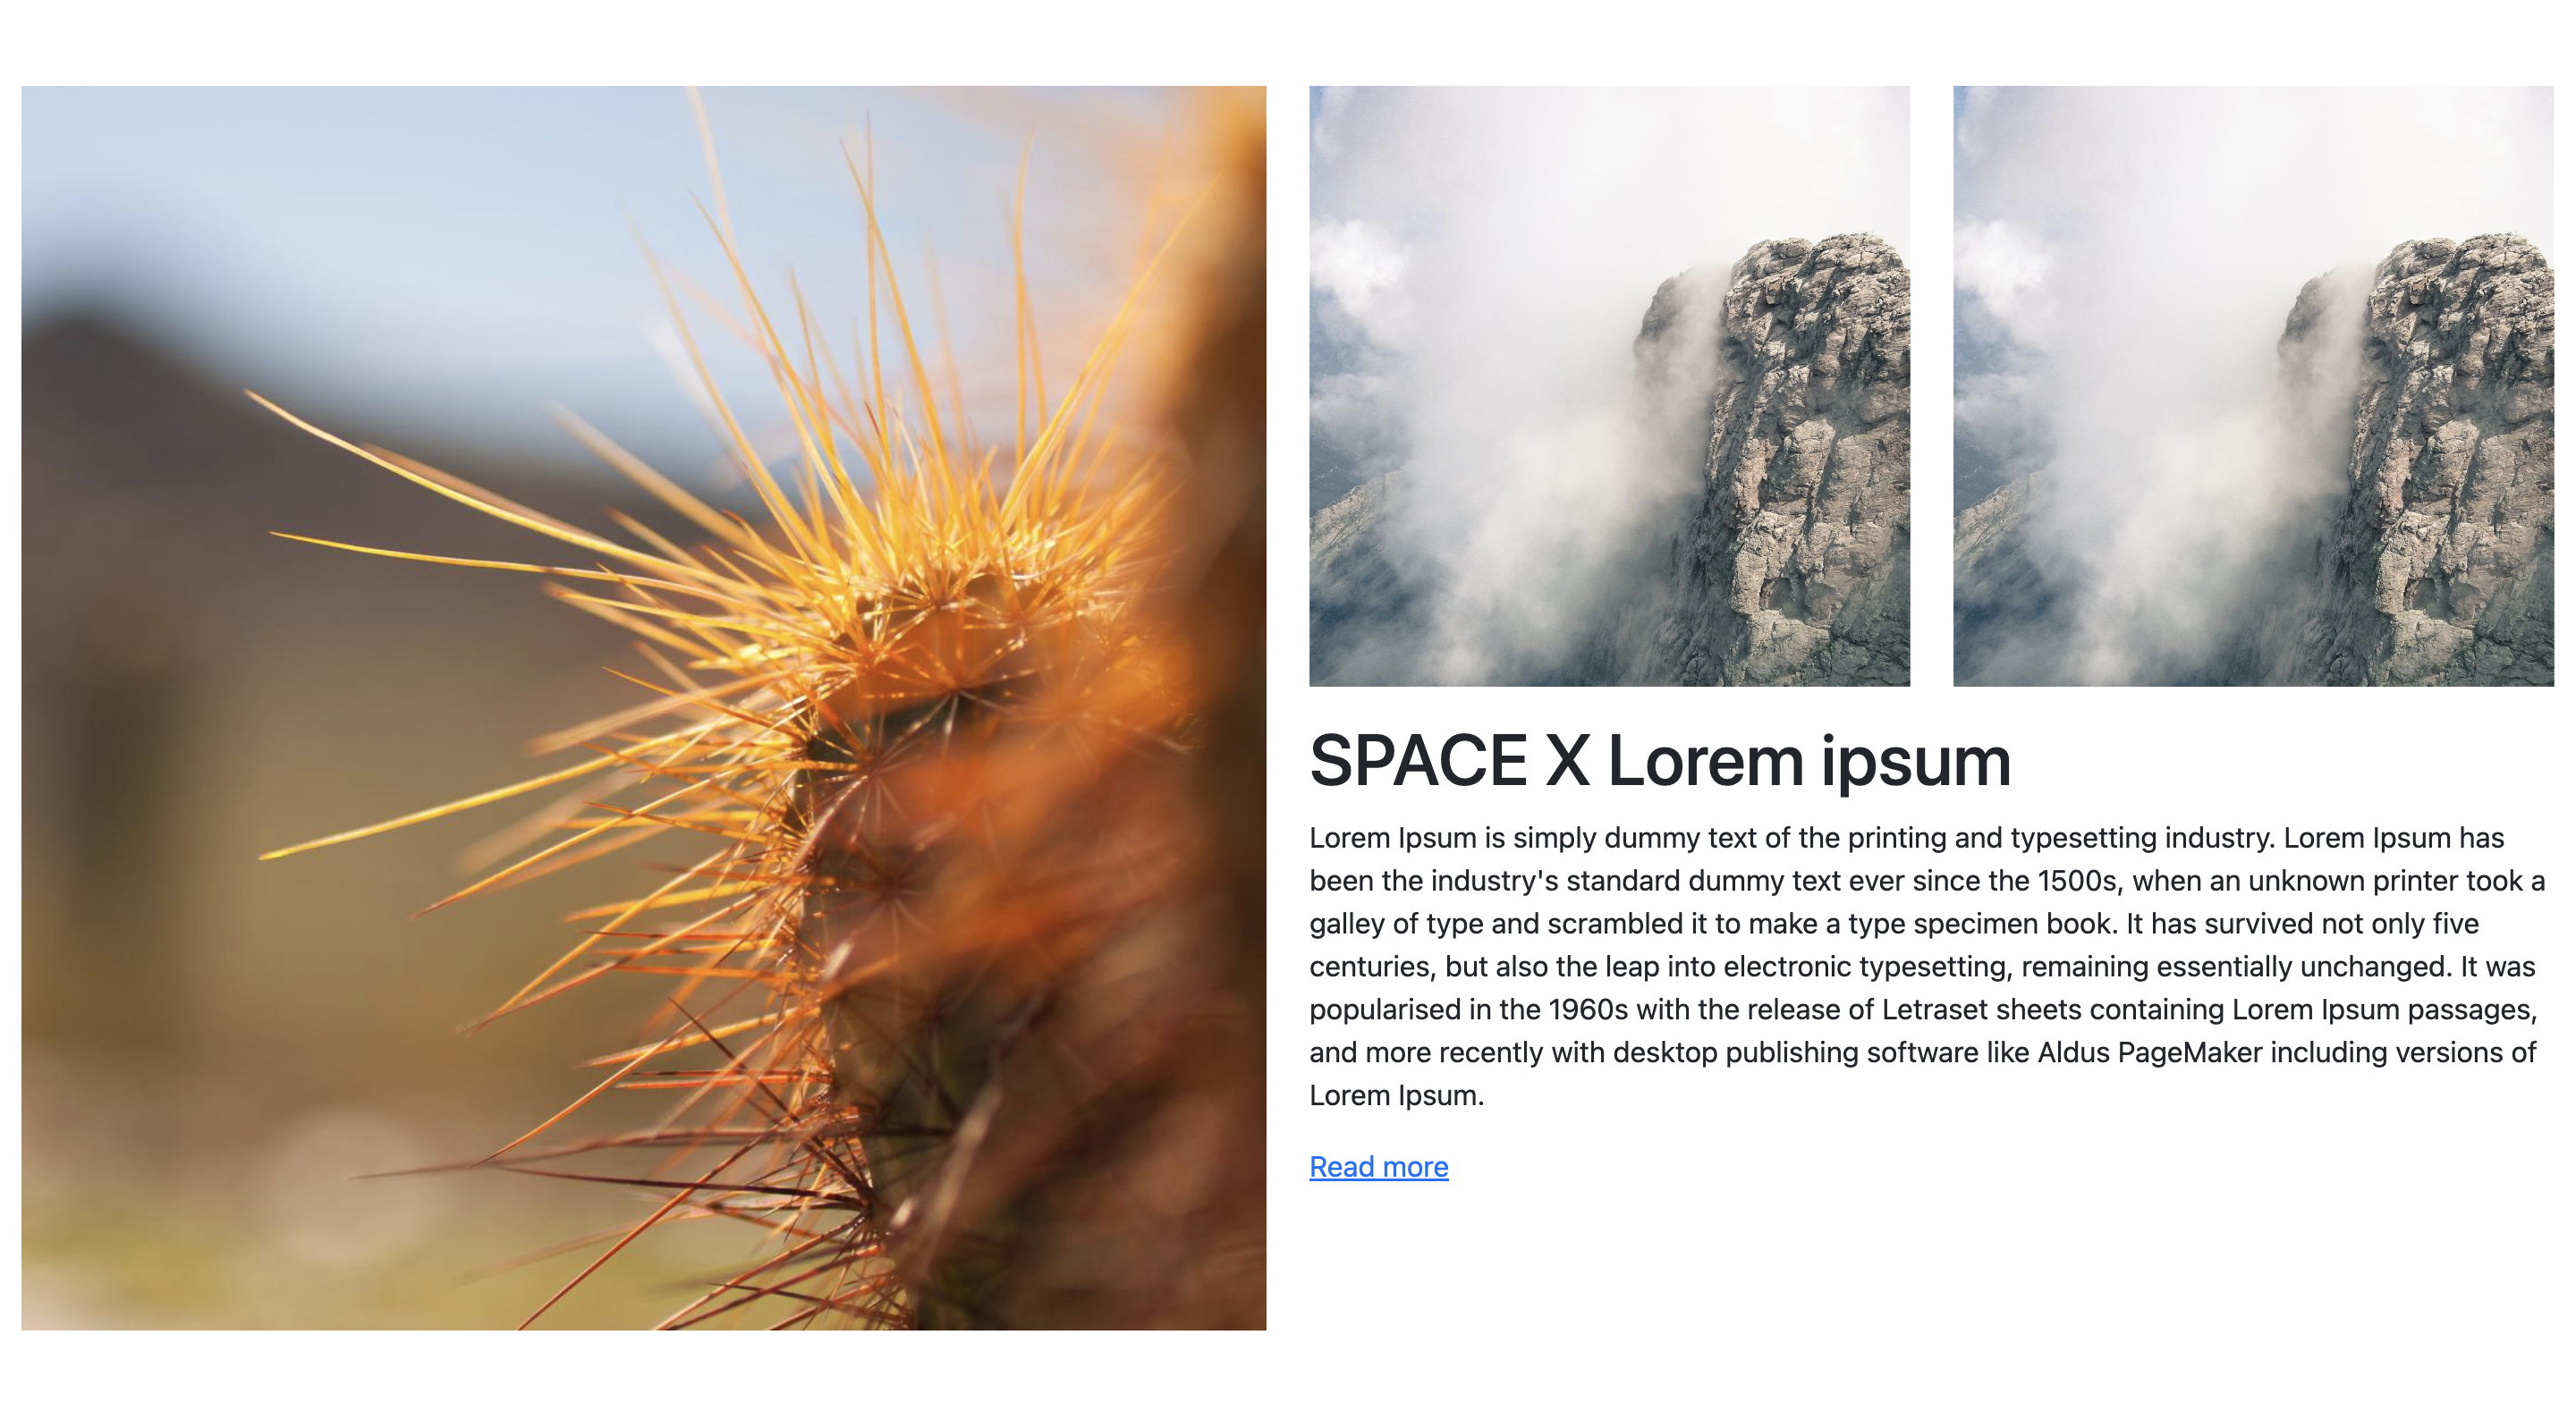 SPACE X Lorem ipsum
Lorem Ipsum is simply dummy text of the printing and typesetting industry. Lorem Ipsum has
been the industry's standard dummy text ever since the 1500s, when an unknown printer took a
galley of type and scrambled it to make a type specimen book. It has survived not only five
centuries, but also the leap into electronic typesetting, remaining essentially unchanged. It was
popularised in the 1960s with the release of Letraset sheets containing Lorem Ipsum passages,
and more recently with desktop publishing software like Aldus PageMaker including versions of
Lorem Ipsum.
Read more